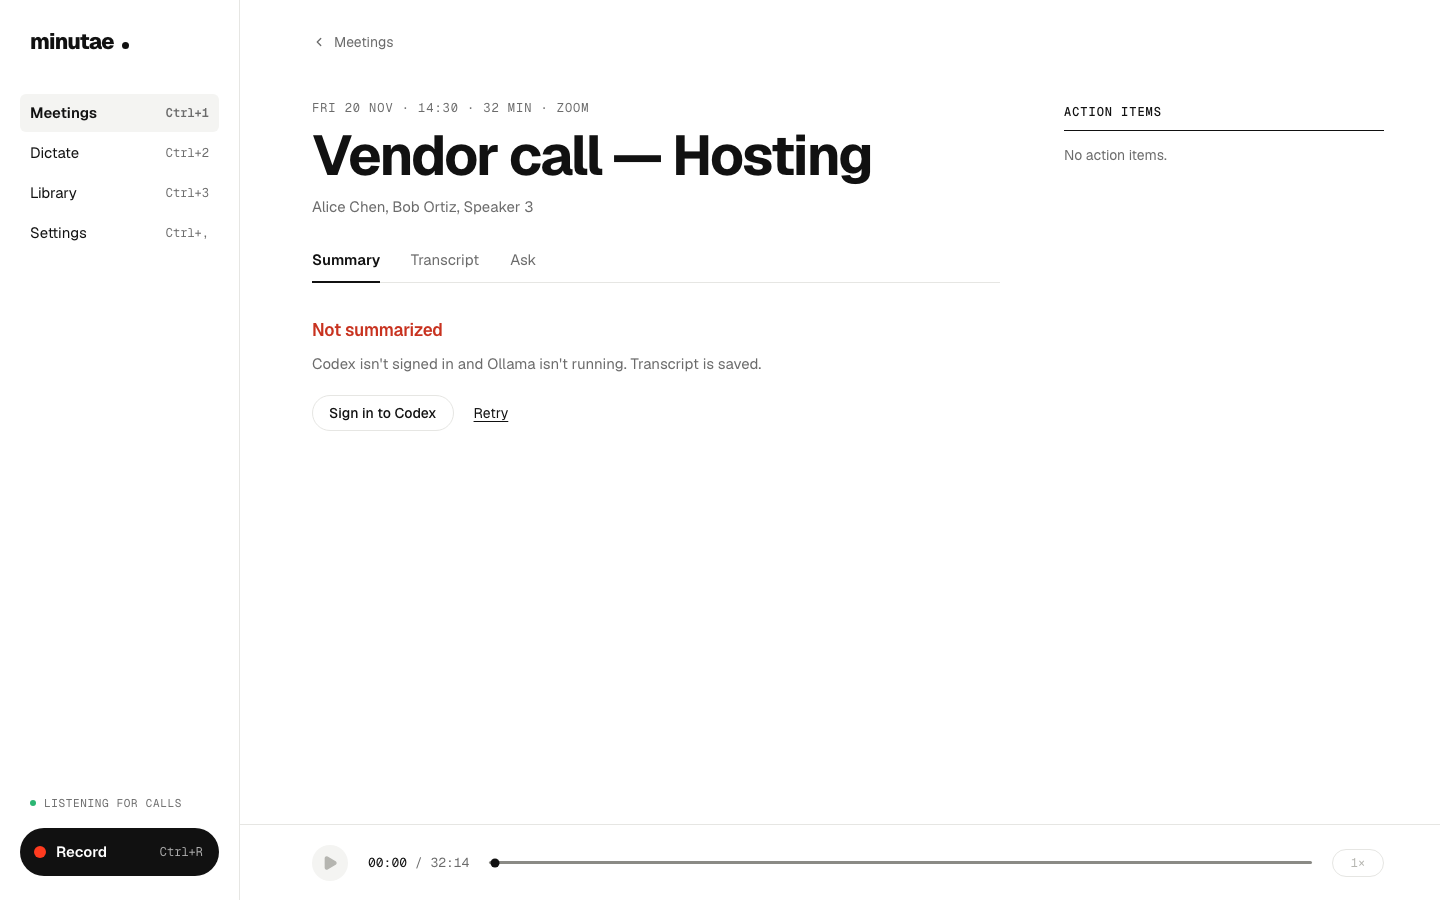 minutae
Meetings Ctrl+1
Dictate Ctrl+2
Library Ctrl+3
Settings Ctrl+,
LISTENING FOR CALLS
Record Ctrl+R
Meetings
FRI 20 NOV · 14:30 · 32 MIN · ZOOM
Vendor call — Hosting
Alice Chen, Bob Ortiz, Speaker 3
Summary Transcript Ask
Not summarized
Codex isn't signed in and Ollama isn't running. Transcript is saved.
Sign in to Codex Retry
ACTION ITEMS
No action items.
00:00 / 32:14 1×